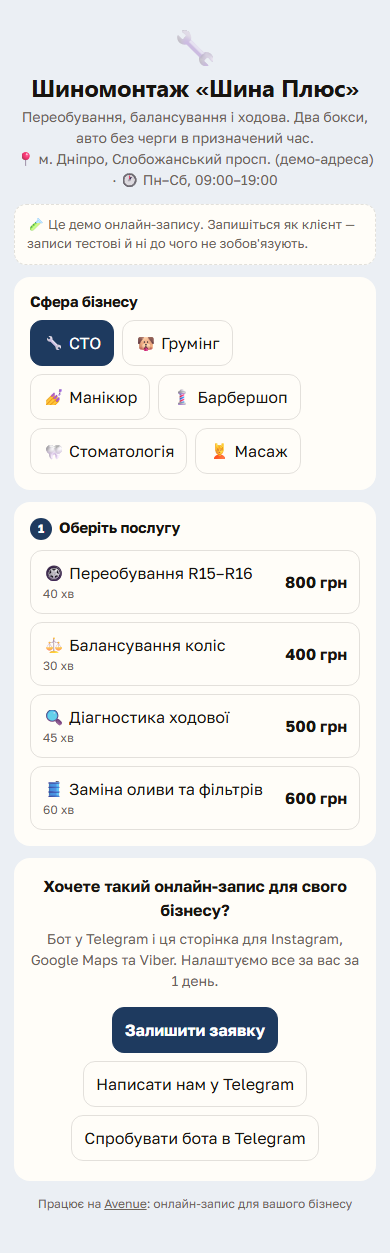 Шиномонтаж «Шина Плюс»
Переобування, балансування і ходова. Два бокси,
авто без черги в призначений час.
📍 м. Дніпро, Слобожанський просп. (демо-адреса)
· 🕐 Пн–Сб, 09:00–19:00
🧪 Це демо онлайн-запису. Запишіться як клієнт —
записи тестові й ні до чого не зобов'язують.
Сфера бізнесу
🔧 СТО
🐶 Грумінг
💅 Манікюр
💈 Барбершоп
🦷 Стоматологія
💆 Масаж
1 Оберіть послугу
Переобування R15–R16
40 хв
800 грн
⚖️ Балансування коліс
30 хв
400 грн
🔍 Діагностика ходової
45 хв
500 грн
🛢️ Заміна оливи та фільтрів
60 хв
600 грн
Хочете такий онлайн-запис для свого
бізнесу?
Бот у Telegram і ця сторінка для Instagram,
Google Maps та Viber. Налаштуємо все за вас за
1 день.
Залишити заявку
Написати нам у Telegram
Спробувати бота в Telegram
Працює на Avenue: онлайн-запис для вашого бізнесу